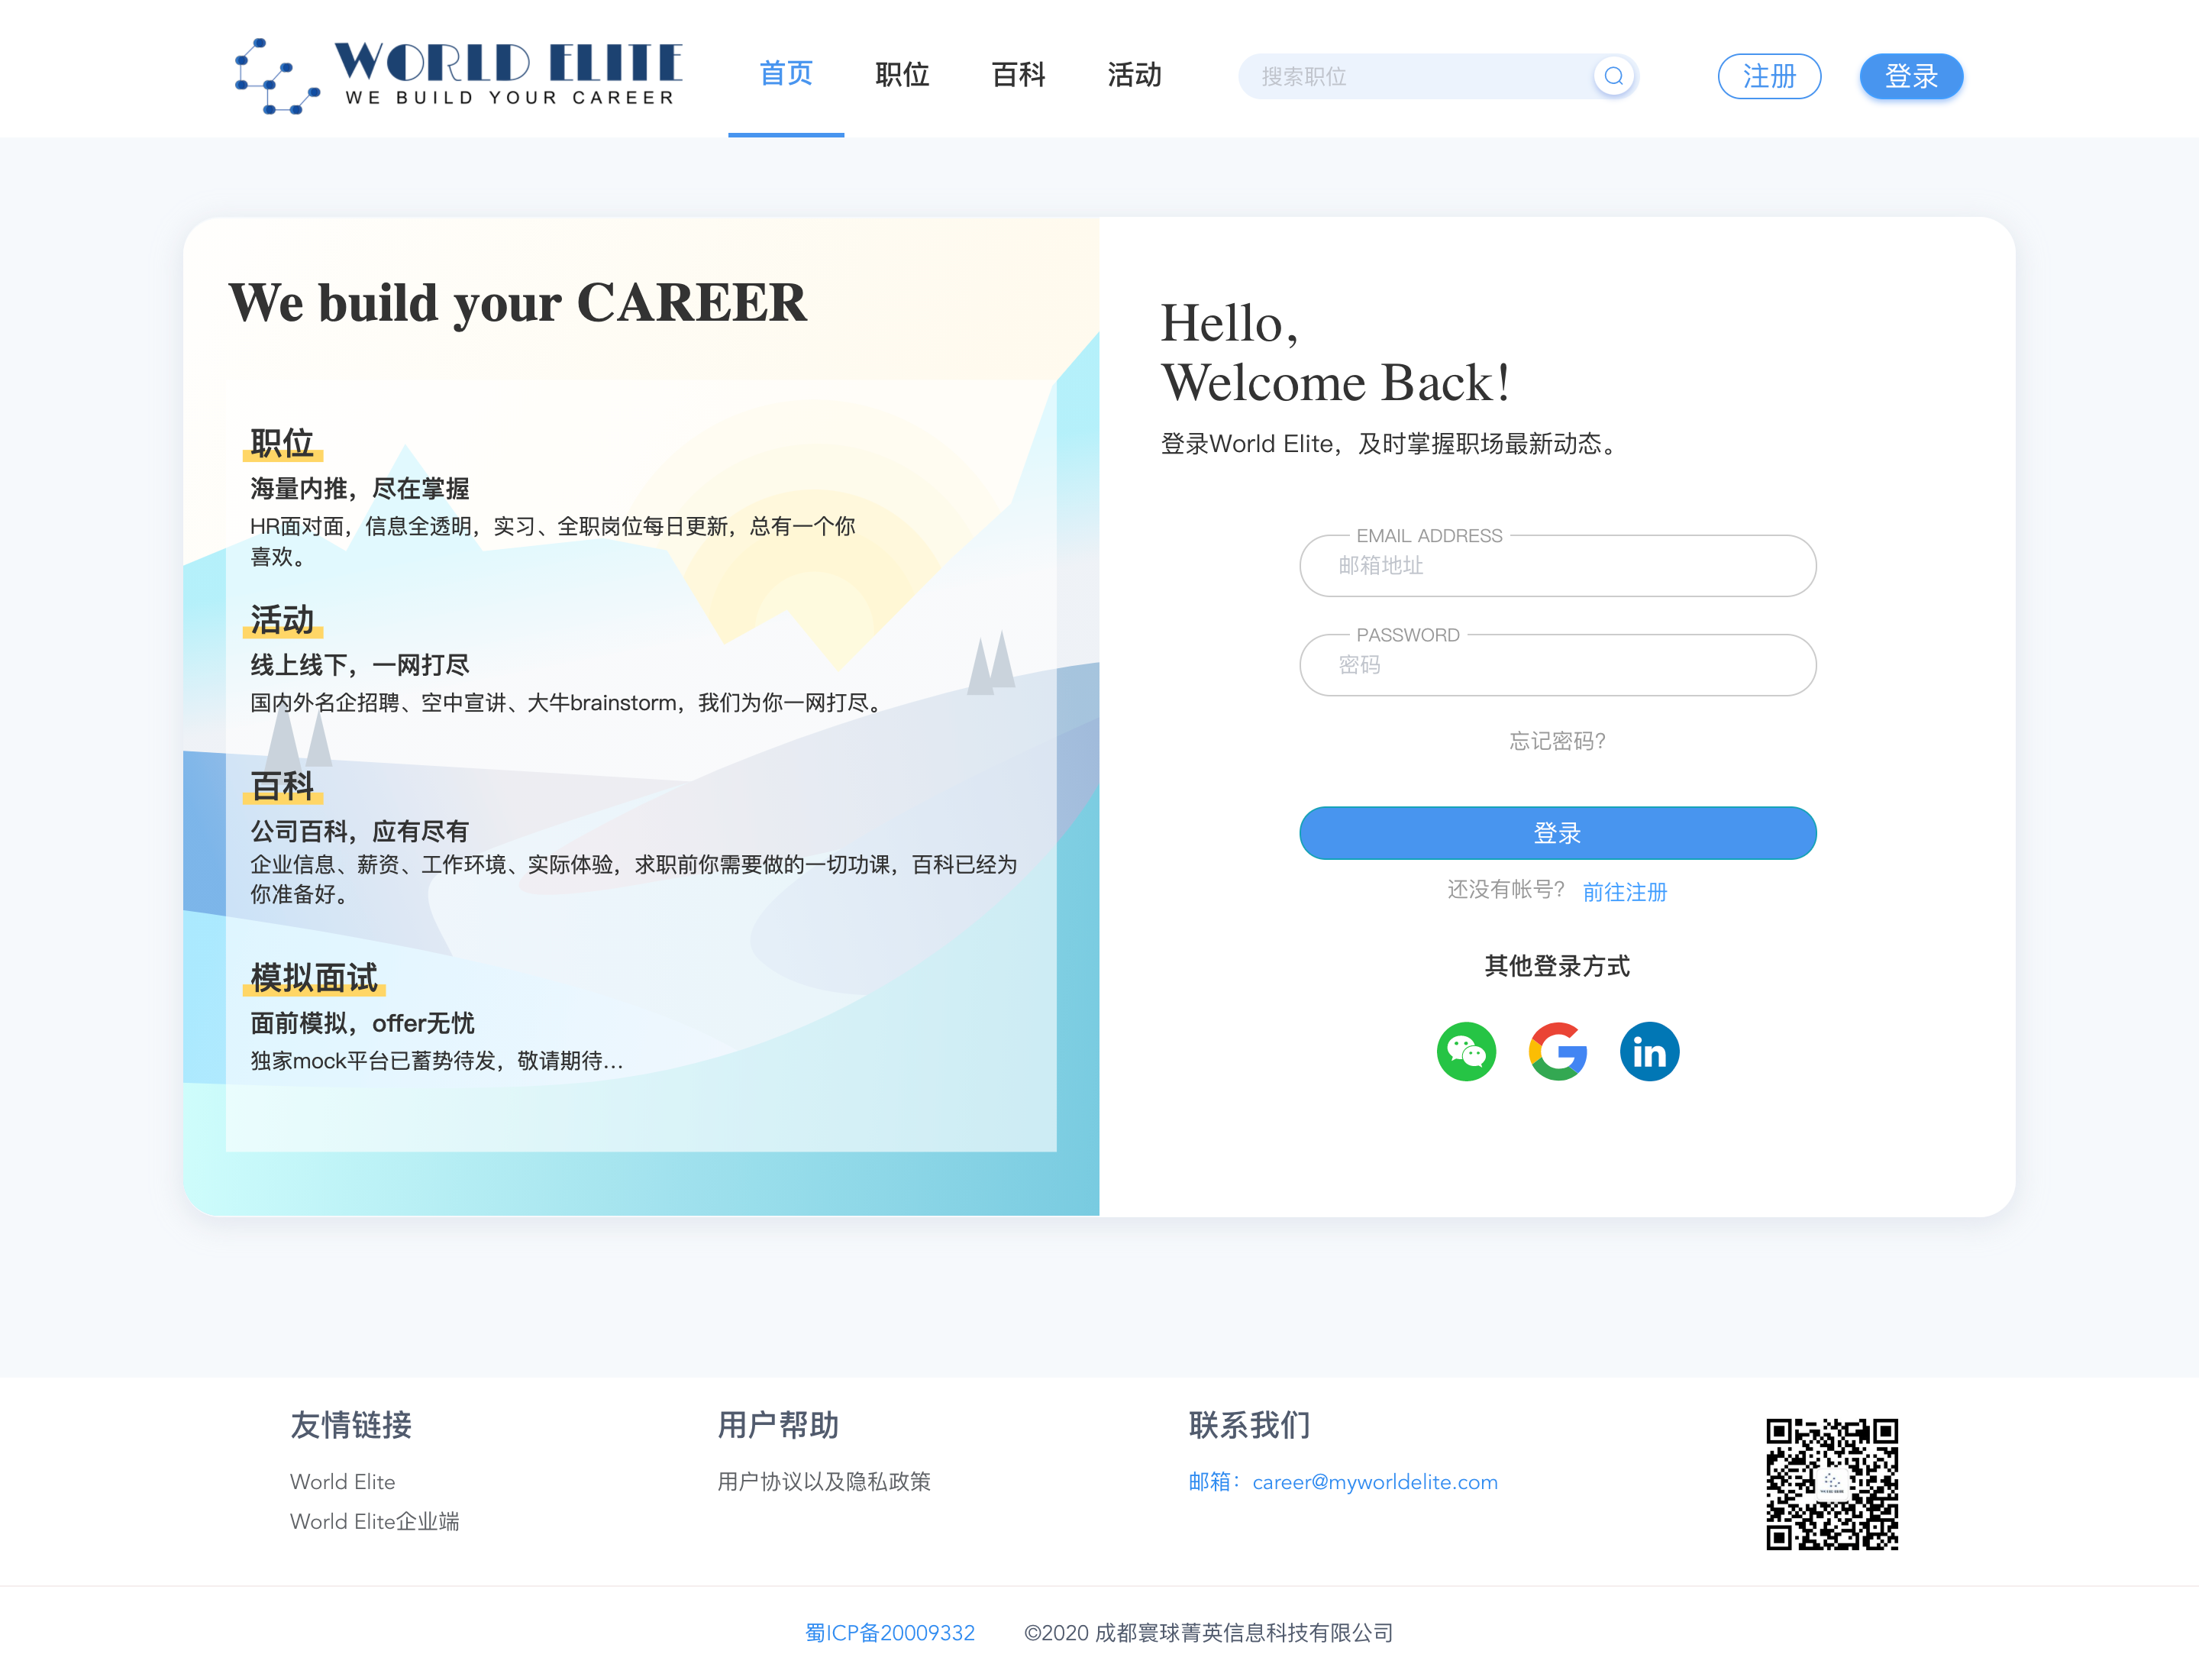 WORLD ELITE
WE BUILD YOUR CAREER
首页
职位
百科
活动
搜索职位
注册
登录
We build your CAREER
职位
海量内推，尽在掌握
HR面对面，信息全透明，实习、全职岗位每日更新，总有一个你
喜欢。
活动
线上线下，一网打尽
国内外名企招聘、空中宣讲、大牛brainstorm，我们为你一网打尽。
百科
公司百科，应有尽有
企业信息、薪资、工作环境、实际体验，求职前你需要做的一切功课，百科已经为
你准备好。
模拟面试
面前模拟，offer无忧
独家mock平台已蓄势待发，敬请期待...
Hello,
Welcome Back!
登录World Elite，及时掌握职场最新动态。
EMAIL ADDRESS
邮箱地址
PASSWORD
密码
忘记密码?
登录
还没有帐号? 前往注册
其他登录方式
友情链接
World Elite
World Elite企业端
用户帮助
用户协议以及隐私政策
联系我们
邮箱：career@myworldelite.com
蜀ICP备20009332 ©2020 成都寰球菁英信息科技有限公司